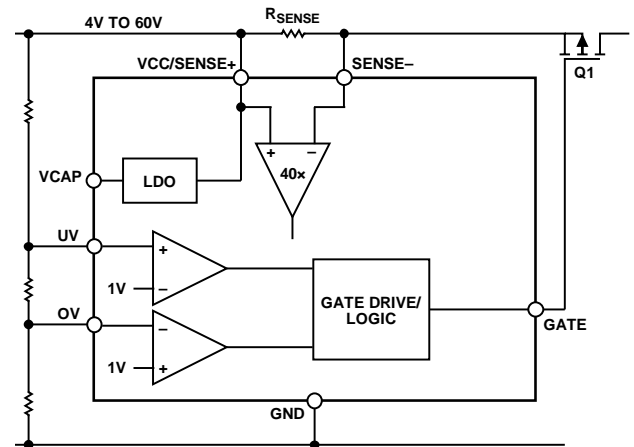 4V TO 60V
RSENSE
VCC/SENSE+
SENSE–
Q1
+
–
40×
VCAP
LDO
UV
+
1V
–
GATE DRIVE/
LOGIC
GATE
OV
–
1V
+
GND